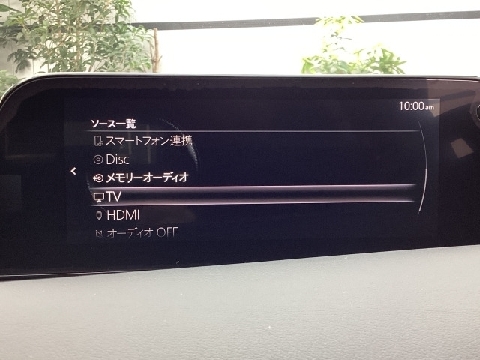 10:00am
ソース一覧
スマートフォン連携
Disc
メモリーオーディオ
TV
HDMI
オーディオ OFF